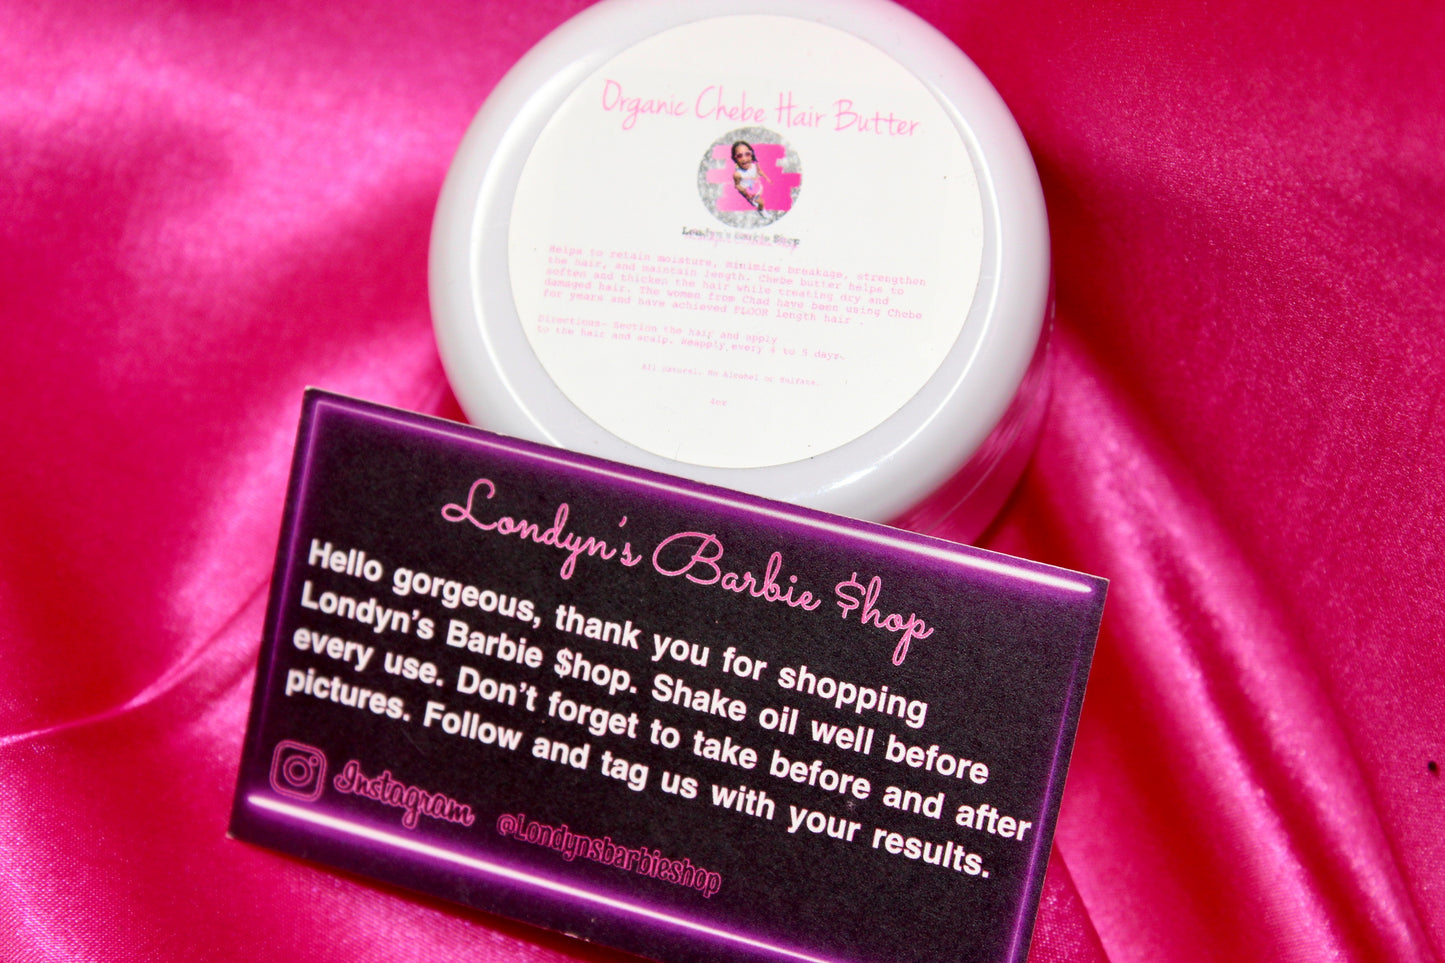 Organic Chebe Hair Butter
Londyn's Barbie $hop
Helps to retain moisture, minimize breakage, strengthen
the hair, and maintain length. Chebe butter helps to
soften and thicken the hair while treating dry and
damaged hair. The women from Chad have been using Chebe
for years and have achieved FLOOR length hair .
Directions- Section the hair and apply
to the hair and scalp. Reapply every 4 to 5 days.
All natural. No Alcohol or Sulfate.
4oz
Londyn's Barbie $hop
Hello gorgeous, thank you for shopping
Londyn's Barbie $hop. Shake oil well before
every use. Don't forget to take before and after
pictures. Follow and tag us with your results.
Instagram @Londynsbarbieshop